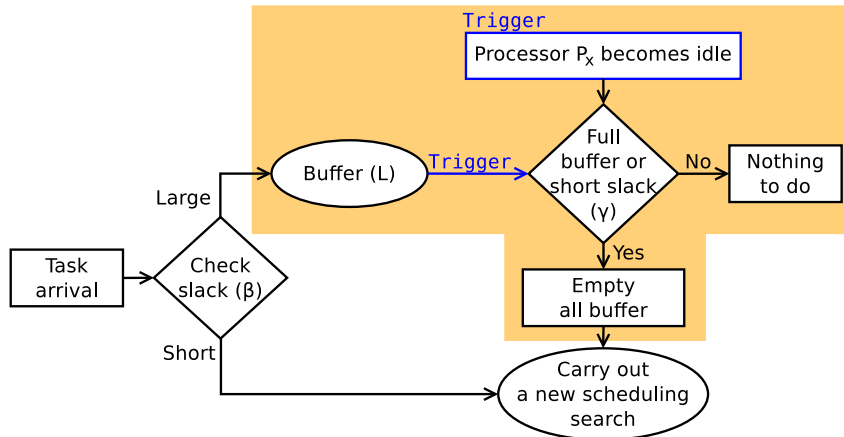 Trigger
Processor Px becomes idle
Full
buffer or
short slack
(γ)
Buffer (L)
Trigger
No
Nothing
to do
Large
Task
arrival
Check
slack (β)
Yes
Empty
all buffer
Short
Carry out
a new scheduling
search